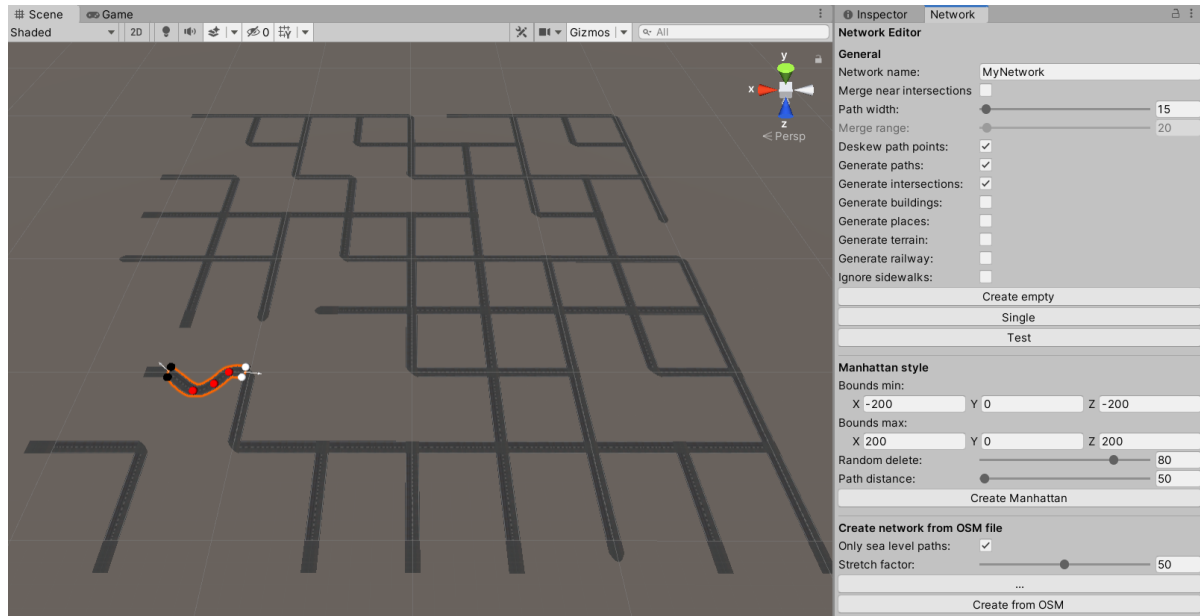 Scene Game
Shaded 2D 0 Gizmos All
y
x
z
Persp
Inspector Network
Network Editor
General
Network name: MyNetwork
Merge near intersections
Path width: 15
Merge range: 20
Deskew path points:
Generate paths:
Generate intersections:
Generate buildings:
Generate places:
Generate terrain:
Generate railway:
Ignore sidewalks:
Create empty
Single
Test
Manhattan style
Bounds min:
X -200 Y 0 Z -200
Bounds max:
X 200 Y 0 Z 200
Random delete: 80
Path distance: 50
Create Manhattan
Create network from OSM file
Only sea level paths:
Stretch factor: 50
...
Create from OSM